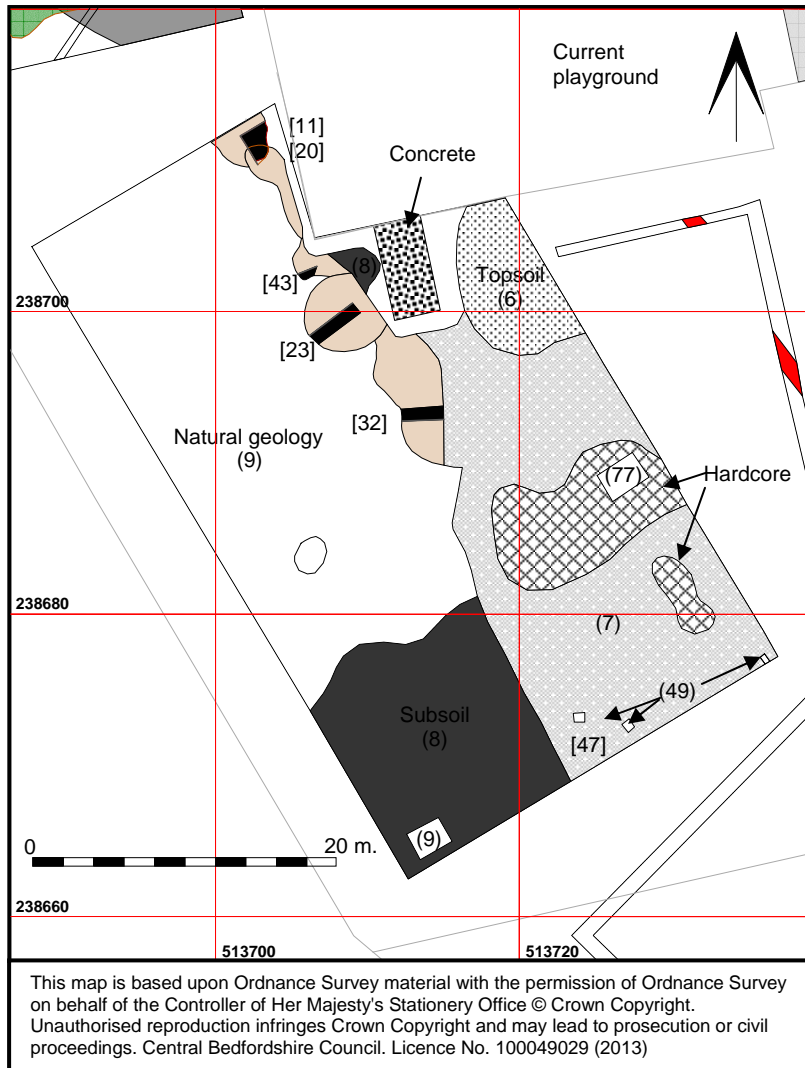 Current
playground
[11]
[20]
Concrete
(8)
Topsoil
(6)
[43]
238700
[23]
[32]
Natural geology
(9)
(77)
Hardcore
238680
(7)
(49)
Subsoil
(8)
[47]
(9)
0 20 m.
238660
513700 513720
This map is based upon Ordnance Survey material with the permission of Ordnance Survey
on behalf of the Controller of Her Majesty's Stationery Office © Crown Copyright.
Unauthorised reproduction infringes Crown Copyright and may lead to prosecution or civil
proceedings. Central Bedfordshire Council. Licence No. 100049029 (2013)